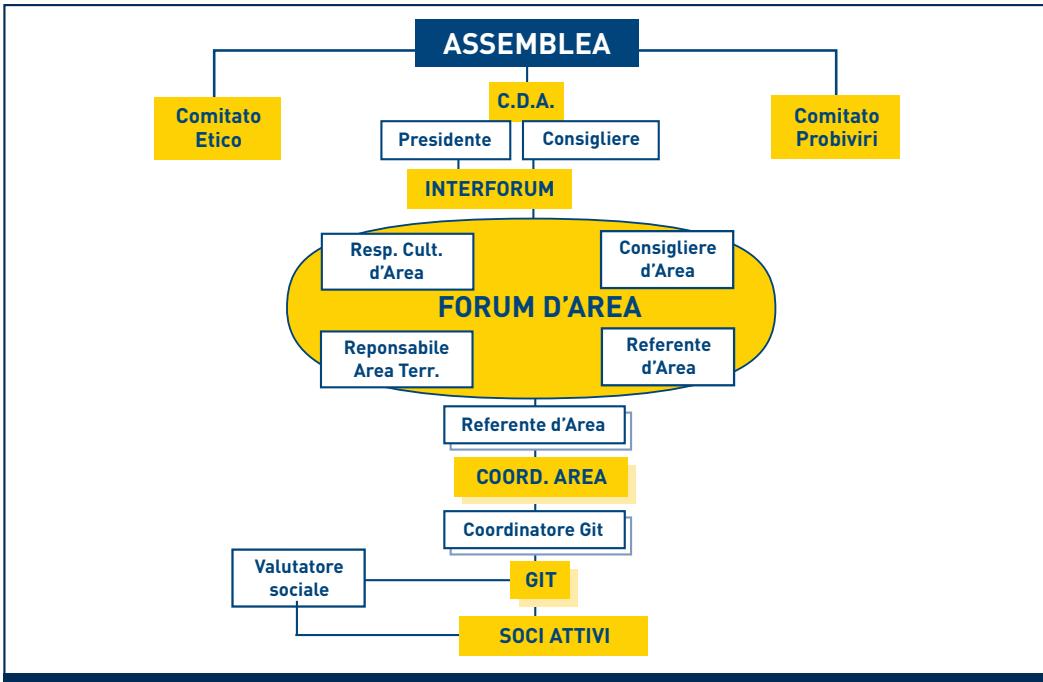 ASSEMBLEA
Comitato
Etico
C.D.A.
Comitato
Probiviri
Presidente
Consigliere
INTERFORUM
Resp. Cult.
d'Area
Consigliere
d'Area
FORUM D'AREA
Reponsabile
Area Terr.
Referente
d'Area
Referente d'Area
COORD. AREA
Coordinatore Git
Valutatore
sociale
GIT
SOCI ATTIVI